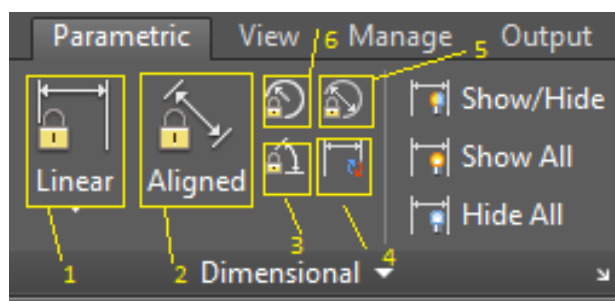 Parametric View 6 Manage 5 Output
Show/Hide
Show All
Linear Aligned
Hide All
3 4
1 2 Dimensional